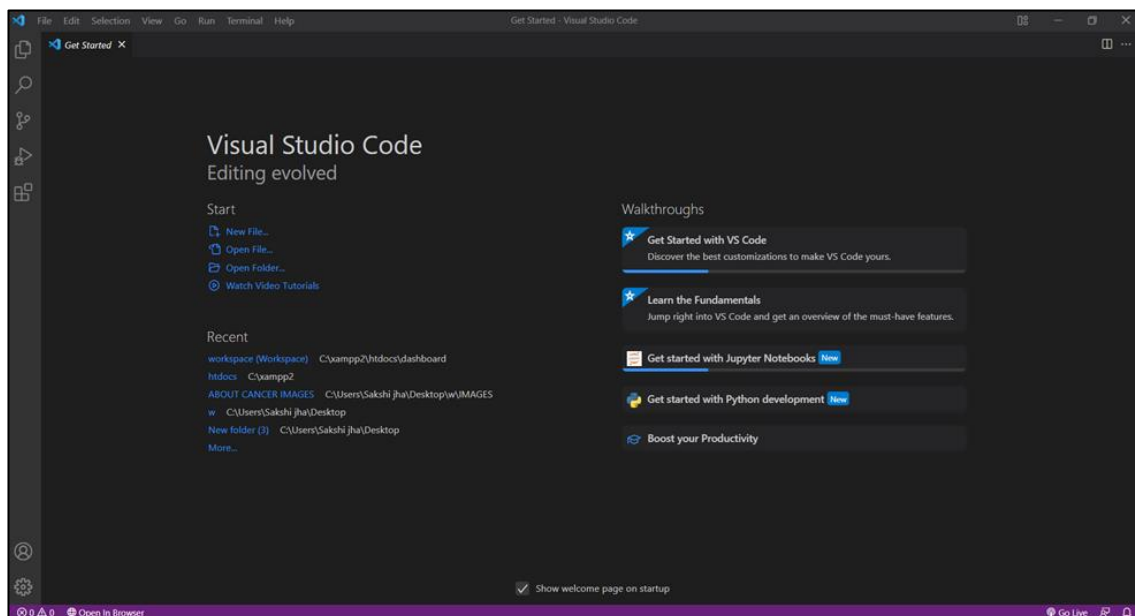 File Edit Selection View Go Run Terminal Help
Get Started - Visual Studio Code
Get Started
Visual Studio Code
Editing evolved
Start
New File...
Open File...
Open Folder...
Watch Video Tutorials
Recent
workspace (Workspace) C:\xampp2\htdocs\dashboard
htdocs C:\xampp2
ABOUT CANCER IMAGES C:\Users\Sakshi jha\Desktop\w\IMAGES
w C:\Users\Sakshi jha\Desktop
New folder (3) C:\Users\Sakshi jha\Desktop
More...
Walkthroughs
Get Started with VS Code
Discover the best customizations to make VS Code yours.
Learn the Fundamentals
Jump right into VS Code and get an overview of the must-have features.
Get started with Jupyter Notebooks New
Get started with Python development New
Boost your Productivity
Show welcome page on startup
0 0 Open In Browser
Go Live